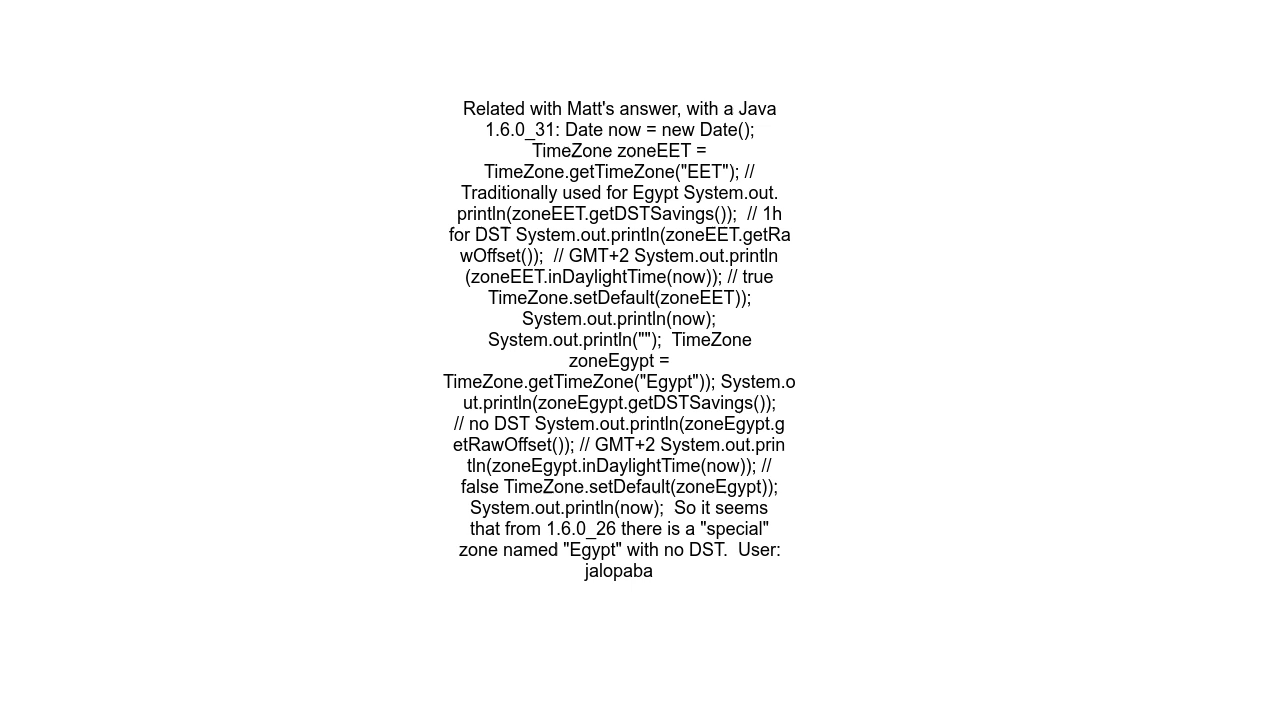 Related with Matt's answer, with a Java
1.6.0_31: Date now = new Date();
TimeZone zoneEET =
TimeZone.getTimeZone("EET"); //
Traditionally used for Egypt System.out.
println(zoneEET.getDSTSavings());  // 1h
for DST System.out.println(zoneEET.getRa
wOffset());  // GMT+2 System.out.println
(zoneEET.inDaylightTime(now)); // true
TimeZone.setDefault(zoneEET));
System.out.println(now);
System.out.println("");  TimeZone
zoneEgypt =
TimeZone.getTimeZone("Egypt")); System.o
ut.println(zoneEgypt.getDSTSavings());
// no DST System.out.println(zoneEgypt.g
etRawOffset()); // GMT+2 System.out.prin
tln(zoneEgypt.inDaylightTime(now)); //
false TimeZone.setDefault(zoneEgypt));
System.out.println(now);  So it seems
that from 1.6.0_26 there is a "special"
zone named "Egypt" with no DST.  User:
jalopaba